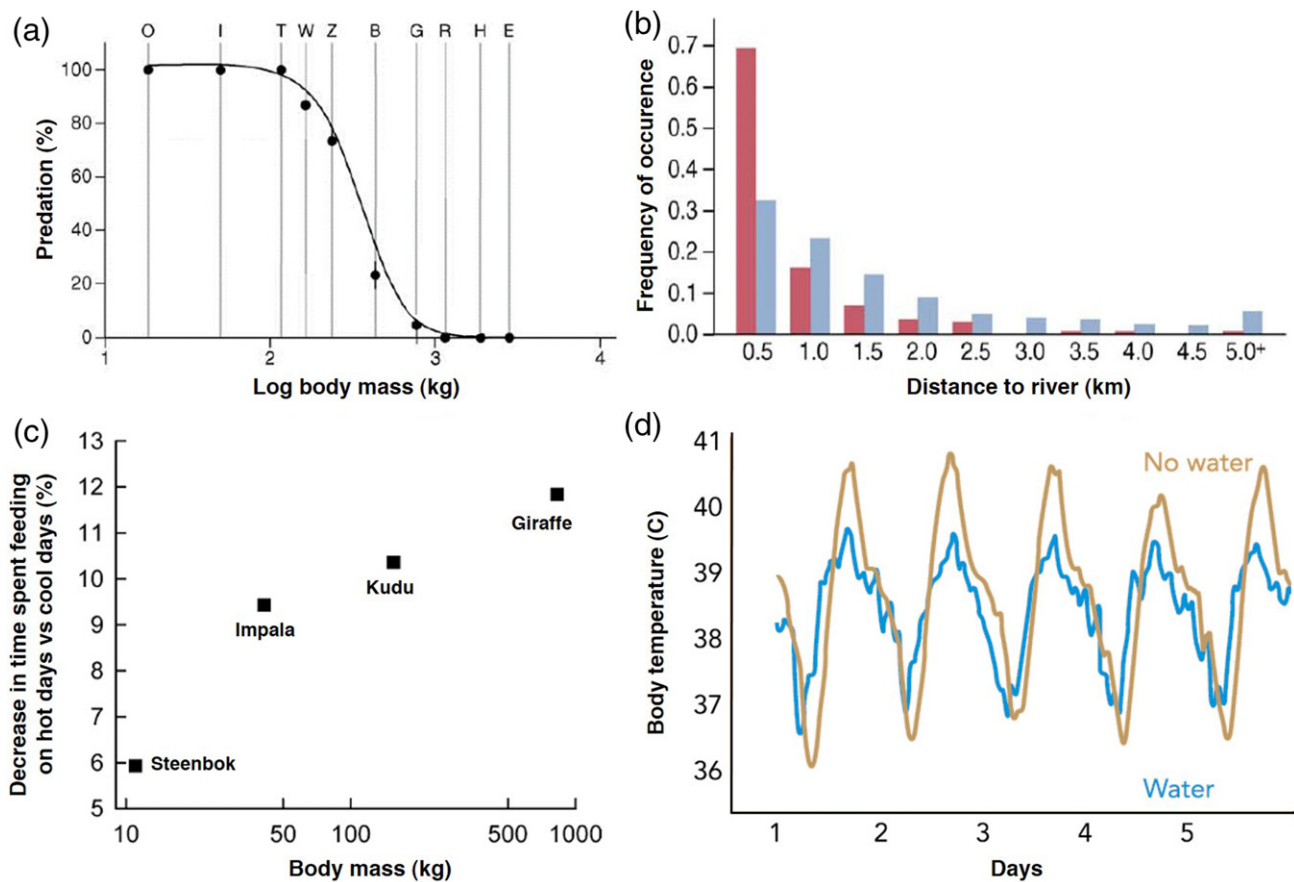 (a)
O I T W Z B G R H E
Predation (%)
100
80
60
40
20
0
1 2 3 4
Log body mass (kg)
(b)
Frequency of occurence
0.7
0.6
0.5
0.4
0.3
0.2
0.1
0.0
0.5 1.0 1.5 2.0 2.5 3.0 3.5 4.0 4.5 5.0+
Distance to river (km)
(c)
Decrease in time spent feeding
on hot days vs cool days (%)
13
12
11
10
9
8
7
6
5
Giraffe
Kudu
Impala
Steenbok
10 50 100 500 1000
Body mass (kg)
(d)
Body temperature (C)
41
40
39
38
37
36
No water
Water
1 2 3 4 5
Days